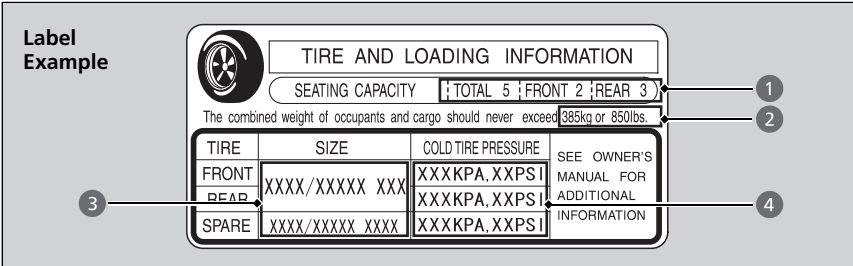 Label
Example
TIRE AND LOADING INFORMATION
SEATING CAPACITY TOTAL 5 FRONT 2 REAR 3
1
The combined weight of occupants and cargo should never exceed 385kg or 850lbs.
2
TIRE SIZE COLD TIRE PRESSURE
SEE OWNER'S
MANUAL FOR
ADDITIONAL
INFORMATION
FRONT XXXX/XXXXX XXX XXXKPA,XXPSI
REAR XXXKPA,XXPSI
3
4
SPARE XXXX/XXXXX XXXX XXXKPA,XXPSI